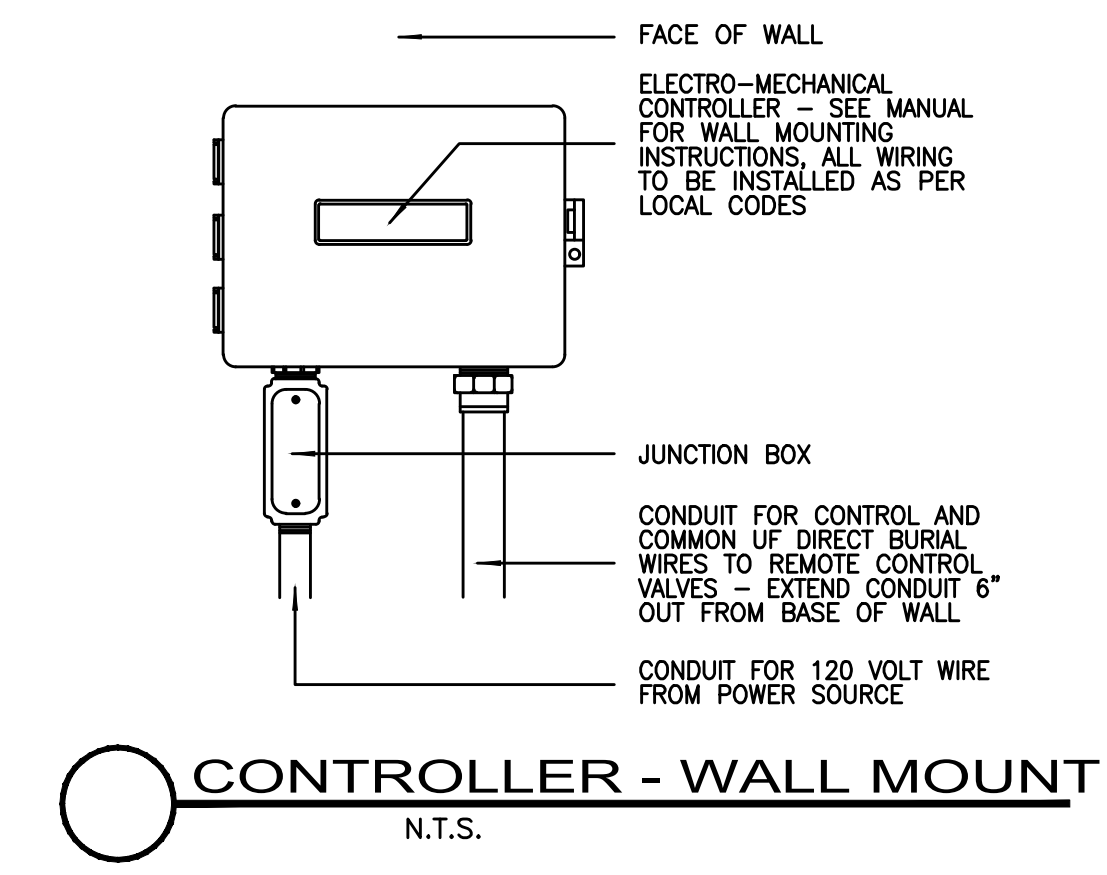 FACE OF WALL
ELECTRO-MECHANICAL
CONTROLLER - SEE MANUAL
FOR WALL MOUNTING
INSTRUCTIONS, ALL WIRING
TO BE INSTALLED AS PER
LOCAL CODES
JUNCTION BOX
CONDUIT FOR CONTROL AND
COMMON UF DIRECT BURIAL
WIRES TO REMOTE CONTROL
VALVES - EXTEND CONDUIT 6"
OUT FROM BASE OF WALL
CONDUIT FOR 120 VOLT WIRE
FROM POWER SOURCE
CONTROLLER - WALL MOUNT
N.T.S.